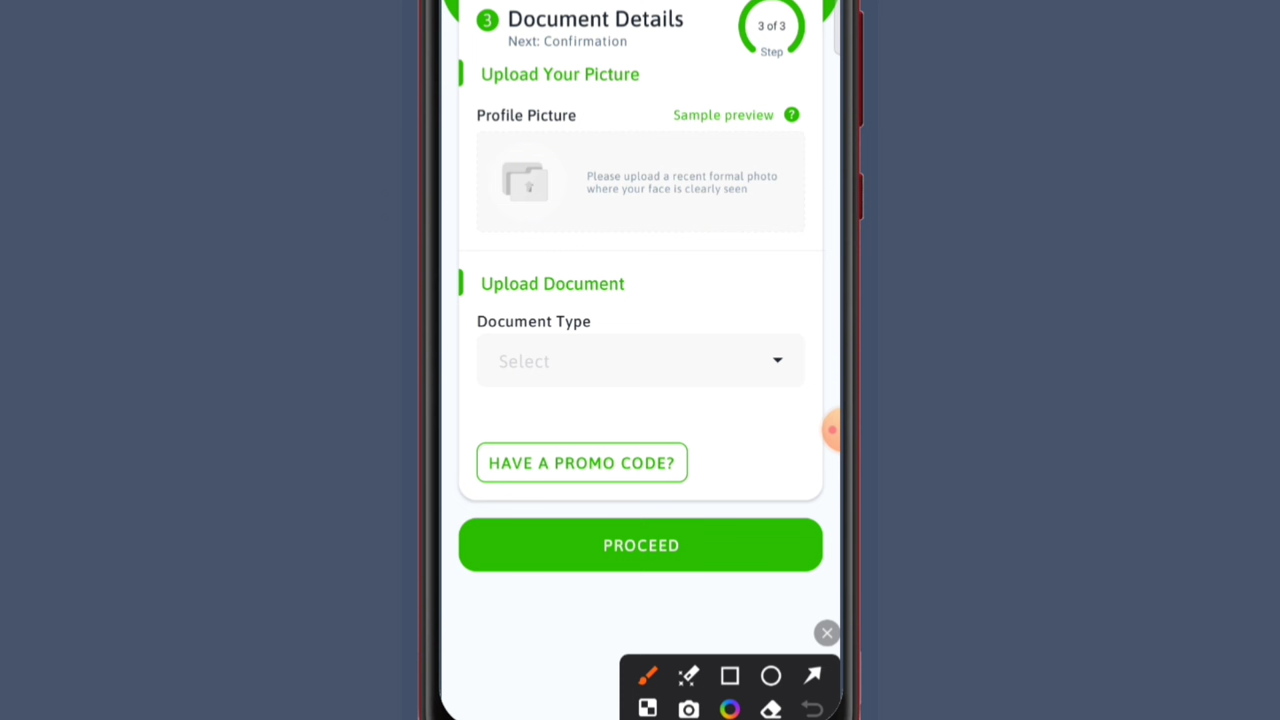 3 Document Details
Next: Confirmation
3 of 3
Step
Upload Your Picture
Profile Picture
Sample preview ?
Please upload a recent formal photo
where your face is clearly seen
Upload Document
Document Type
Select
HAVE A PROMO CODE?
PROCEED